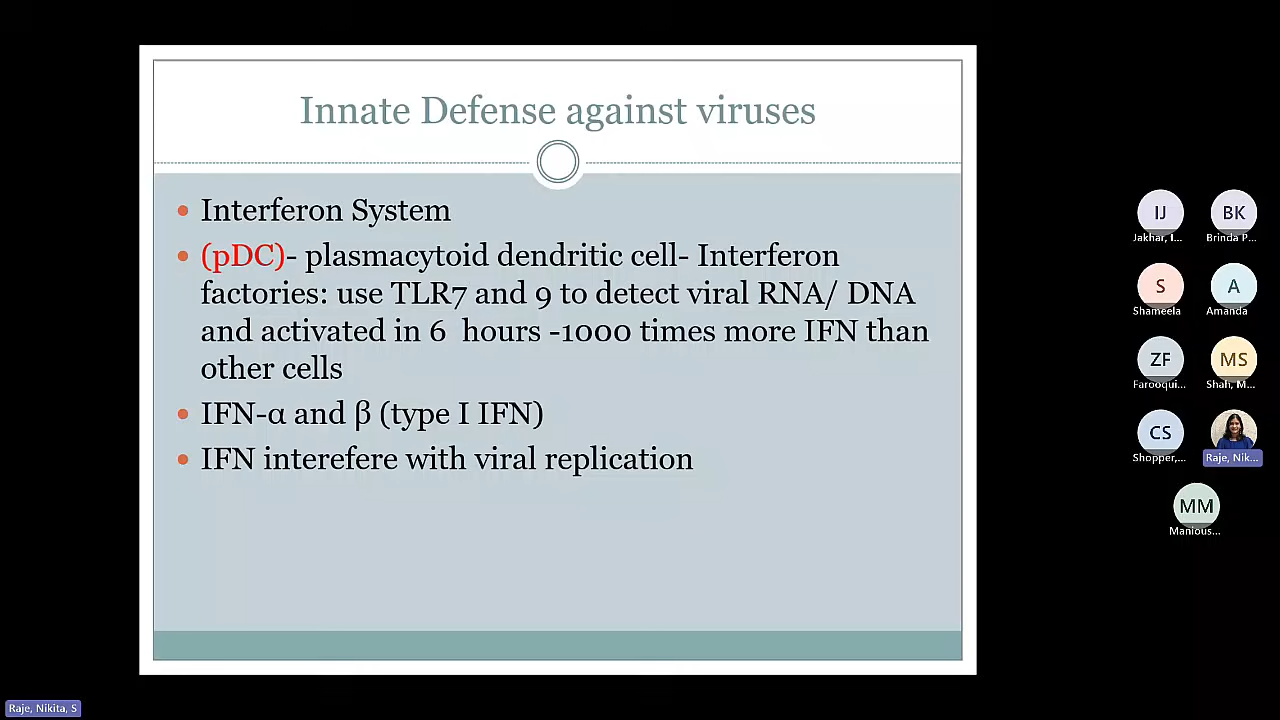 Innate Defense against viruses
Interferon System
(pDC)- plasmacytoid dendritic cell- Interferon
factories: use TLR7 and 9 to detect viral RNA/ DNA
and activated in 6 hours -1000 times more IFN than
other cells
IFN-α and β (type I IFN)
IFN interefere with viral replication
IJ
BK
Jakhar, I...
Brinda P...
S
A
Shameela
Amanda
ZF
MS
Farooqui...
Shah, M...
CS
Shopper,...
Raje, Nik...
MM
Manious...
Raje, Nikita, S